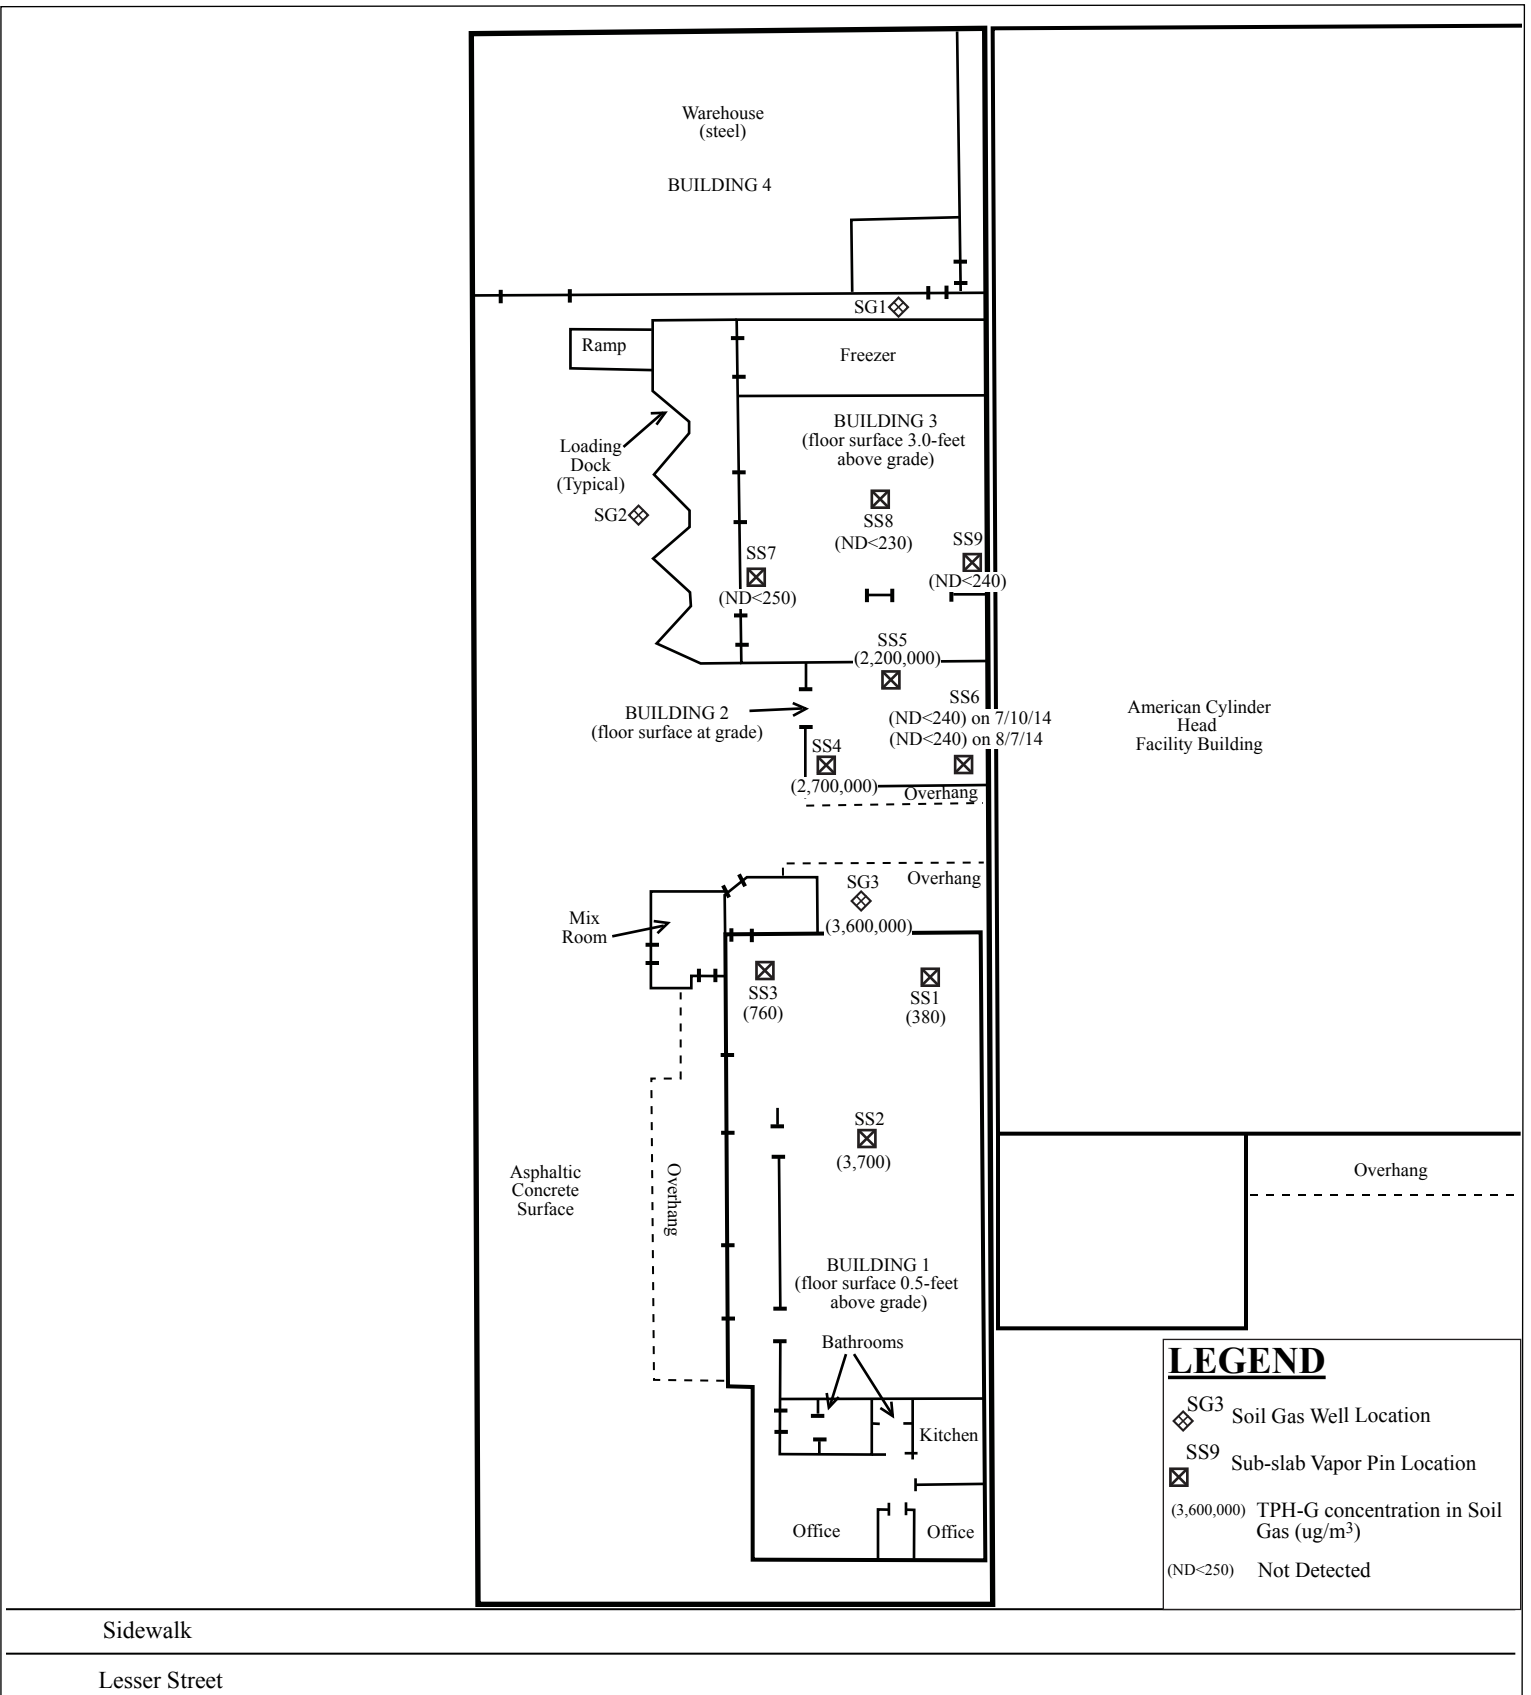 Warehouse
(steel)
BUILDING 4
SG1
Ramp
Freezer
BUILDING 3
(floor surface 3.0-feet
above grade)
Loading
Dock
(Typical)
SG2
SS8
(ND<230)
SS9
(ND<240)
SS7
(ND<250)
SS5
(2,200,000)
SS6
(ND<240) on 7/10/14
(ND<240) on 8/7/14
BUILDING 2
(floor surface at grade)
SS4
(2,700,000)
Overhang
American Cylinder
Head
Facility Building
Overhang
SG3
(3,600,000)
Mix
Room
SS3
(760)
SS1
(380)
SS2
(3,700)
Asphaltic
Concrete
Surface
Overhang
Overhang
BUILDING 1
(floor surface 0.5-feet
above grade)
Bathrooms
Kitchen
Office
Office
LEGEND
SG3 Soil Gas Well Location
SS9 Sub-slab Vapor Pin Location
(3,600,000) TPH-G concentration in Soil
Gas (ug/m³)
(ND<250) Not Detected
Sidewalk
Lesser Street